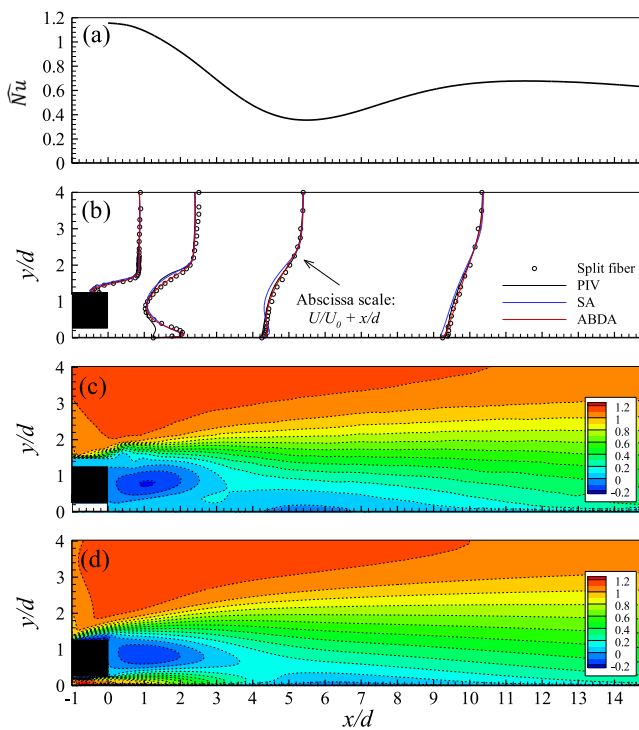 1.2
(a)
1
0.8
N̂u
0.6
0.4
0.2
0
4
(b)
3
y/d
2
1
0
Abscissa scale:
U/U₀ + x/d
Split fiber
PIV
SA
ABDA
(c)
4
3
y/d
2
1
0
1.2
1
0.8
0.6
0.4
0.2
0
-0.2
(d)
4
3
y/d
2
1
0
1.2
1
0.8
0.6
0.4
0.2
0
-0.2
-1 0 1 2 3 4 5 6 7 8 9 10 11 12 13 14
x/d